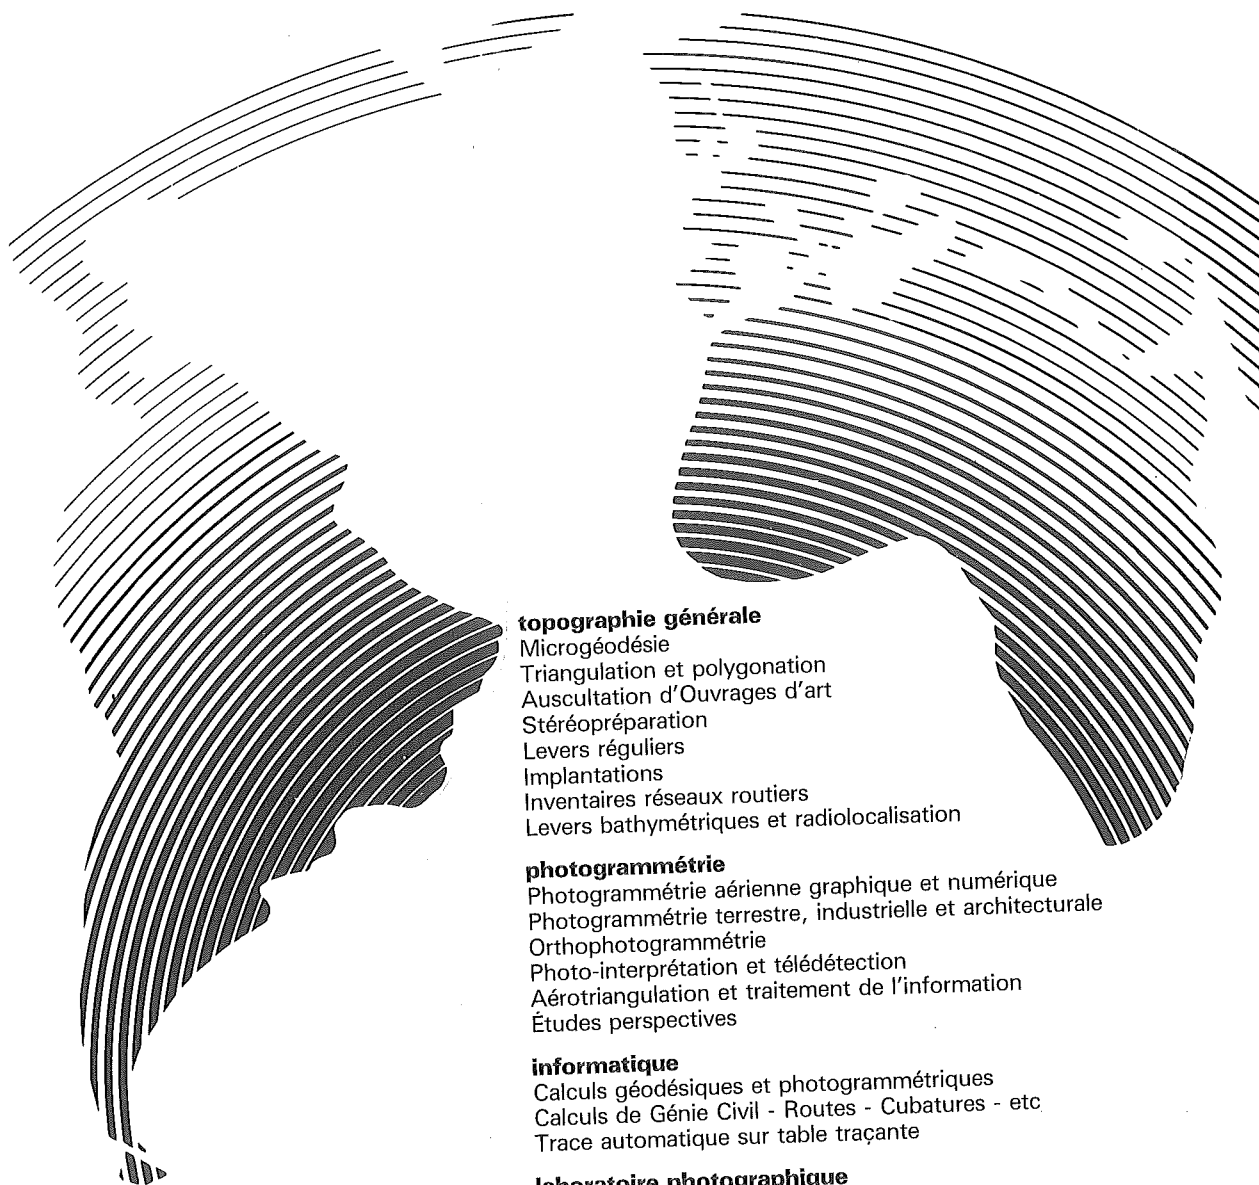 topographie générale
Microgéodésie
Triangulation et polygonation
Auscultation d'Ouvrages d'art
Stéréopréparation
Levers réguliers
Implantations
Inventaires réseaux routiers
Levers bathymétriques et radiolocalisation
photogrammétrie
Photogrammétrie aérienne graphique et numérique
Photogrammétrie terrestre, industrielle et architecturale
Orthophotogrammétrie
Photo-interprétation et télédétection
Aérotriangulation et traitement de l'information
Études perspectives
informatique
Calculs géodésiques et photogrammétriques
Calculs de Génie Civil - Routes - Cubatures - etc
Trace automatique sur table traçante
laboratoire photographique